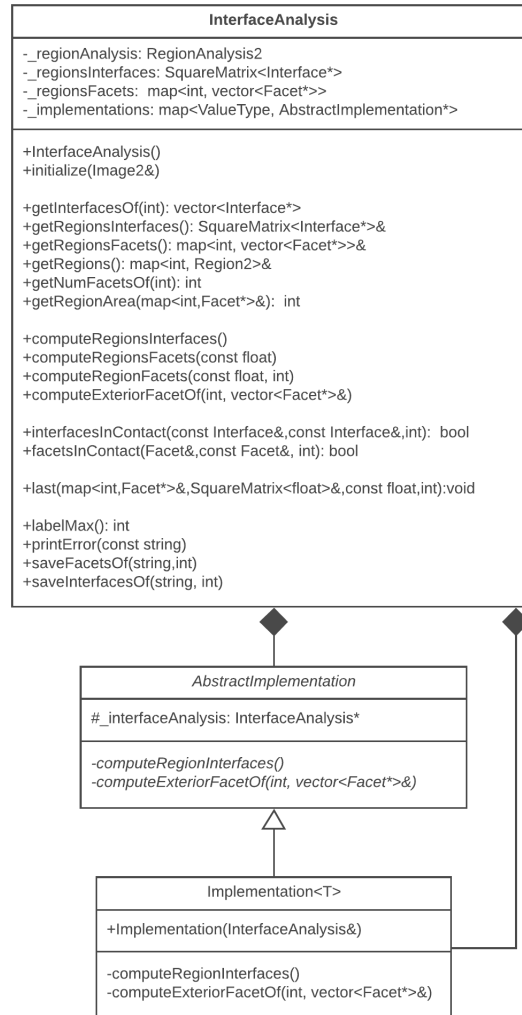 InterfaceAnalysis
-_regionAnalysis: RegionAnalysis2
-_regionsInterfaces: SquareMatrix<Interface*>
-_regionsFacets:  map<int, vector<Facet*>>
-_implementations: map<ValueType, AbstractImplementation*>
+InterfaceAnalysis()
+initialize(Image2&)
+getInterfacesOf(int): vector<Interface*>
+getRegionsInterfaces(): SquareMatrix<Interface*>&
+getRegionsFacets(): map<int, vector<Facet*>>&
+getRegions(): map<int, Region2>&
+getNumFacetsOf(int): int
+getRegionArea(map<int,Facet*>&):  int
+computeRegionsInterfaces()
+computeRegionsFacets(const float)
+computeRegionFacets(const float, int)
+computeExteriorFacetOf(int, vector<Facet*>&)
+interfacesInContact(const Interface&,const Interface&,int):  bool
+facetsInContact(Facet&,const Facet&, int): bool
+last(map<int,Facet*>&,SquareMatrix<float>&,const float,int):void
+labelMax(): int
+printError(const string)
+saveFacetsOf(string,int)
+saveInterfacesOf(string, int)
AbstractImplementation
#_interfaceAnalysis: InterfaceAnalysis*
-computeRegionInterfaces()
-computeExteriorFacetOf(int, vector<Facet*>&)
Implementation<T>
+Implementation(InterfaceAnalysis&)
-computeRegionInterfaces()
-computeExteriorFacetOf(int, vector<Facet*>&)